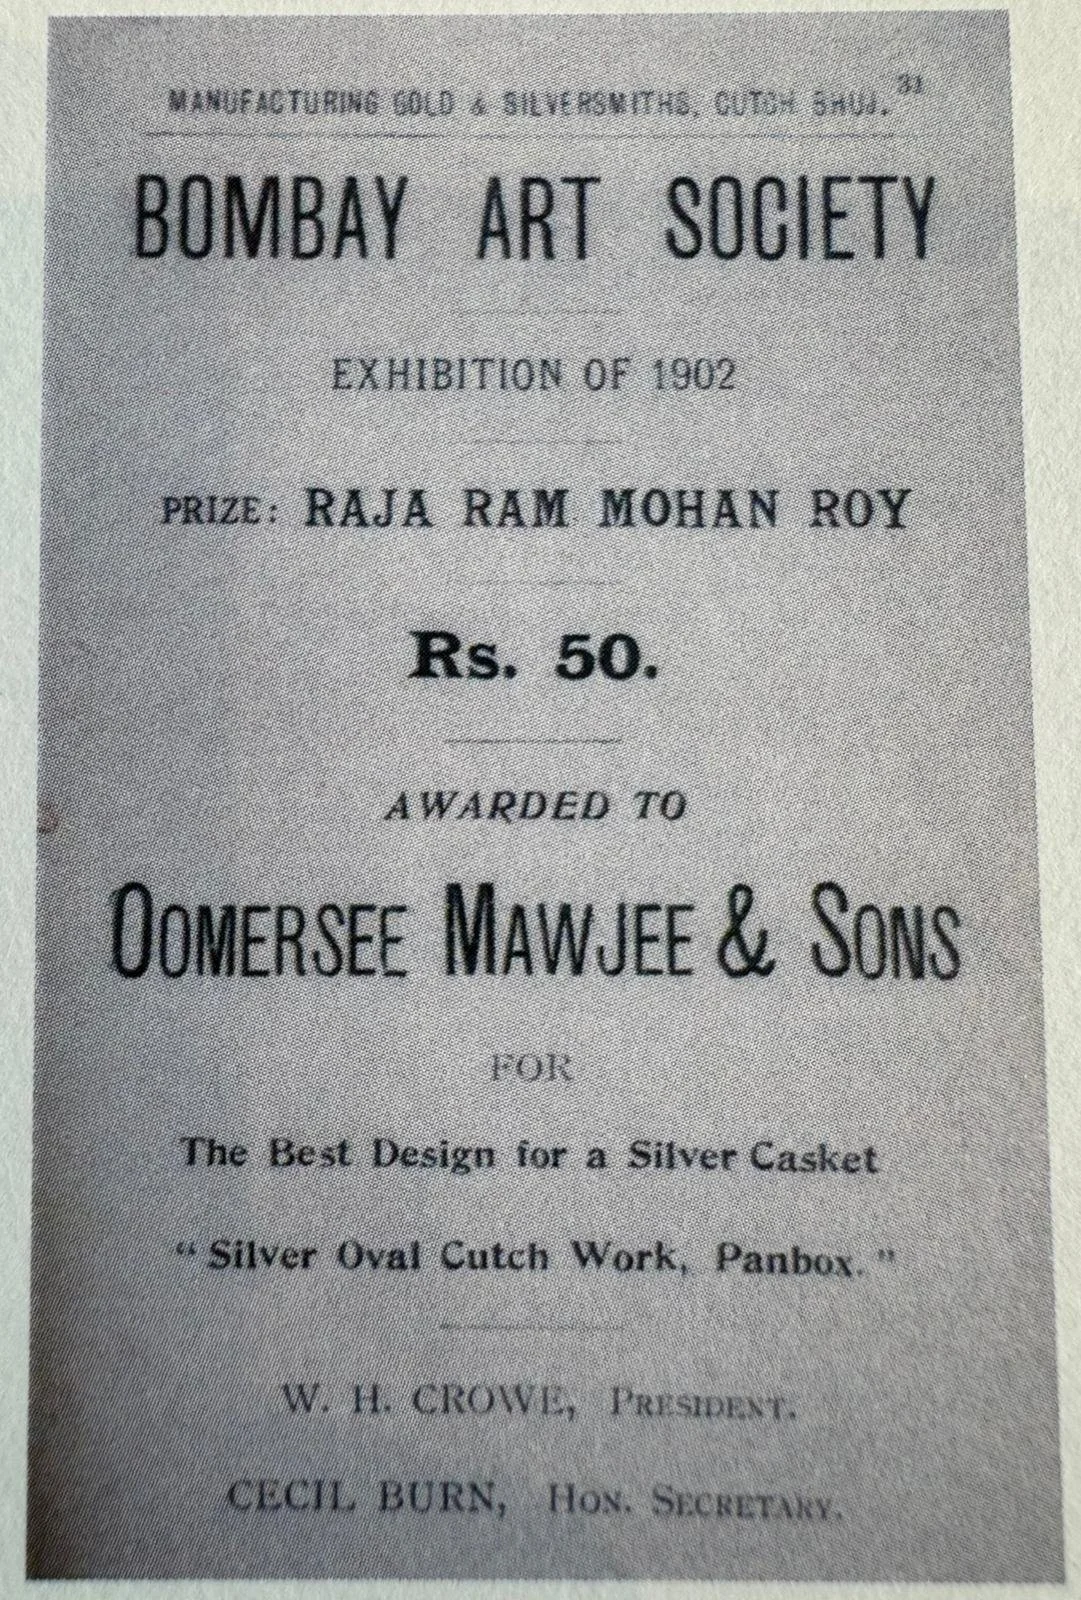 MANUFACTURING GOLD & SILVERSMITHS, CUTCH BHUJ. 31
BOMBAY ART SOCIETY
EXHIBITION OF 1902
PRIZE: RAJA RAM MOHAN ROY
Rs. 50.
AWARDED TO
OOMERSEE MAWJEE & SONS
FOR
The Best Design for a Silver Casket
“Silver Oval Cutch Work, Panbox.”
W. H. CROWE, PRESIDENT.
CECIL BURN, HON. SECRETARY.